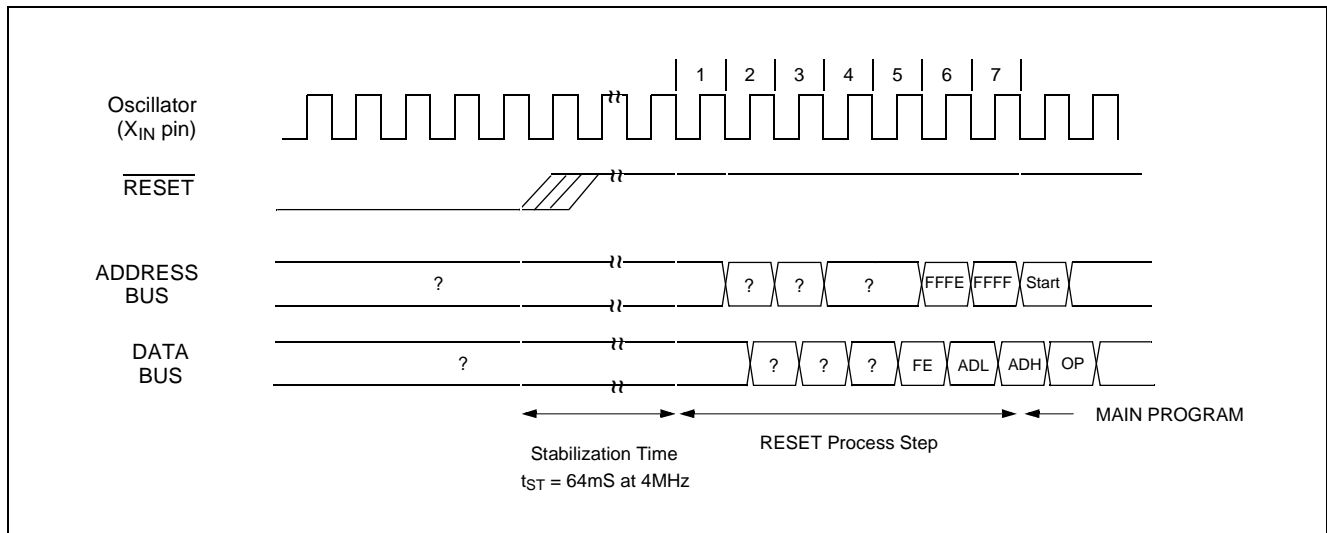 1 2 3 4 5 6 7
Oscillator
(XIN pin)
RESET
ADDRESS
BUS
? ? ? ? FFFE FFFF Start
DATA
BUS
? ? ? ? FE ADL ADH OP
MAIN PROGRAM
Stabilization Time
tST = 64mS at 4MHz
RESET Process Step